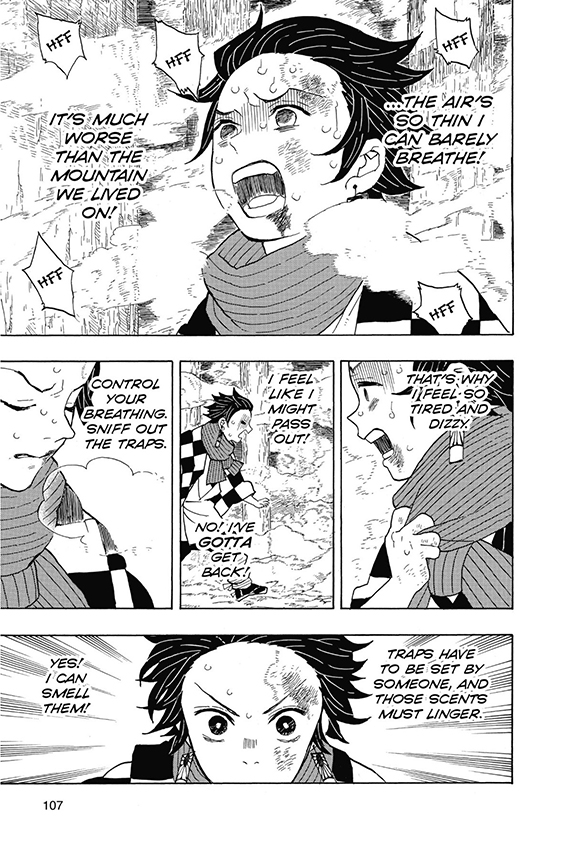 HFF
HFF
...THE AIR'S
SO THIN I
CAN BARELY
BREATHE!
HFF
IT'S MUCH
WORSE
THAN THE
MOUNTAIN
WE LIVED
ON!
HFF
HFF
THAT'S WHY
I FEEL SO
TIRED AND
DIZZY.
I FEEL
LIKE I
MIGHT
PASS
OUT!
NO! I'VE
GOTTA
GET
BACK!
CONTROL
YOUR
BREATHING.
SNIFF OUT
THE TRAPS.
TRAPS HAVE
TO BE SET BY
SOMEONE, AND
THOSE SCENTS
MUST LINGER.
YES!
I CAN
SMELL
THEM!
107